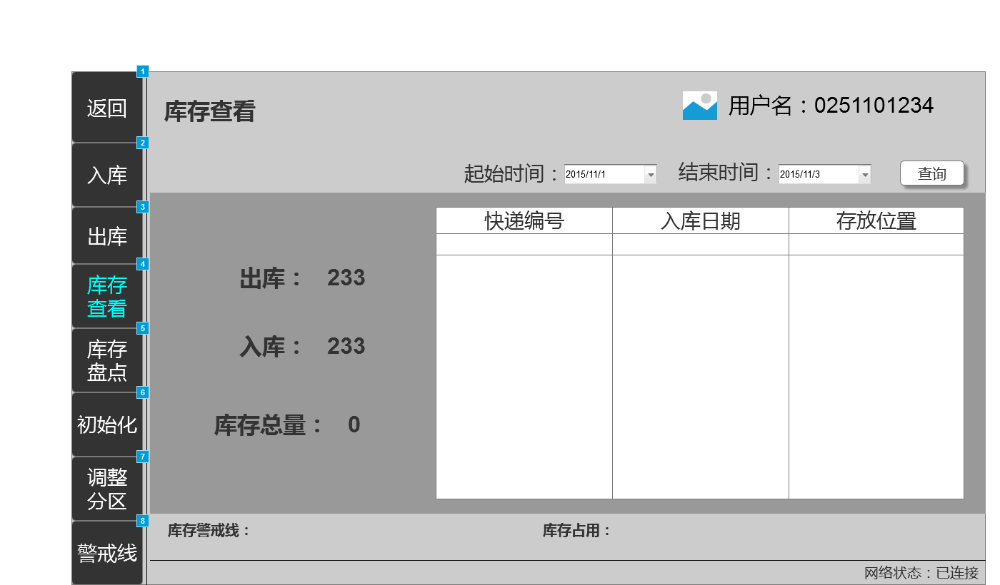 1
返回
2
入库
3
出库
4
库存
查看
5
库存
盘点
6
初始化
7
调整
分区
8
警戒线
库存查看
用户名：0251101234
起始时间： 2015/11/1 结束时间： 2015/11/3 查询
出库： 233
入库： 233
库存总量： 0
快递编号 入库日期 存放位置
库存警戒线： 库存占用：
网络状态：已连接